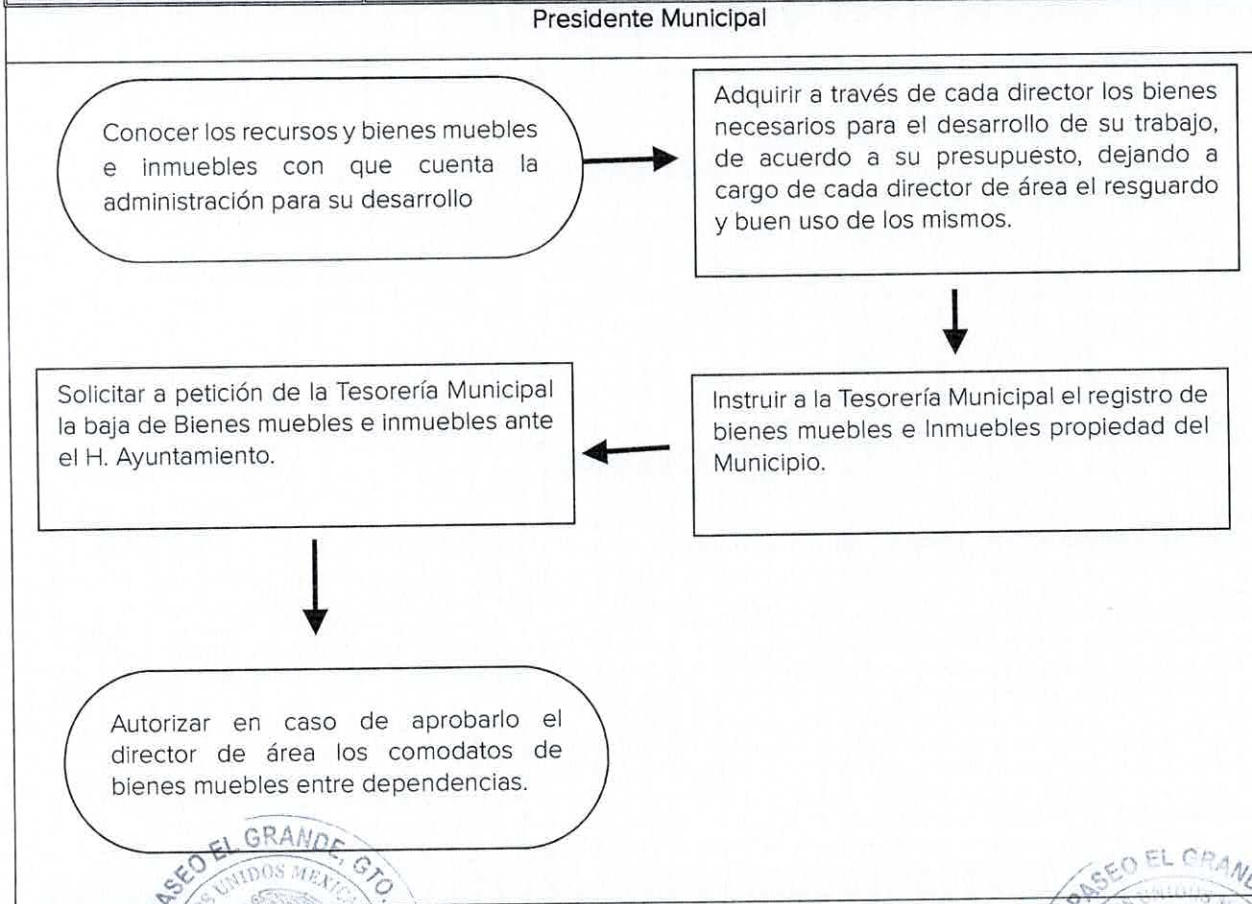 Presidente Municipal
Conocer los recursos y bienes muebles
e inmuebles con que cuenta la
administración para su desarrollo
Adquirir a través de cada director los bienes
necesarios para el desarrollo de su trabajo,
de acuerdo a su presupuesto, dejando a
cargo de cada director de área el resguardo
y buen uso de los mismos.
Instruir a la Tesorería Municipal el registro de
bienes muebles e Inmuebles propiedad del
Municipio.
Solicitar a petición de la Tesorería Municipal
la baja de Bienes muebles e inmuebles ante
el H. Ayuntamiento.
Autorizar en caso de aprobarlo el
director de área los comodatos de
bienes muebles entre dependencias.
EL GRANDE, GTO.
UNIDOS
EL